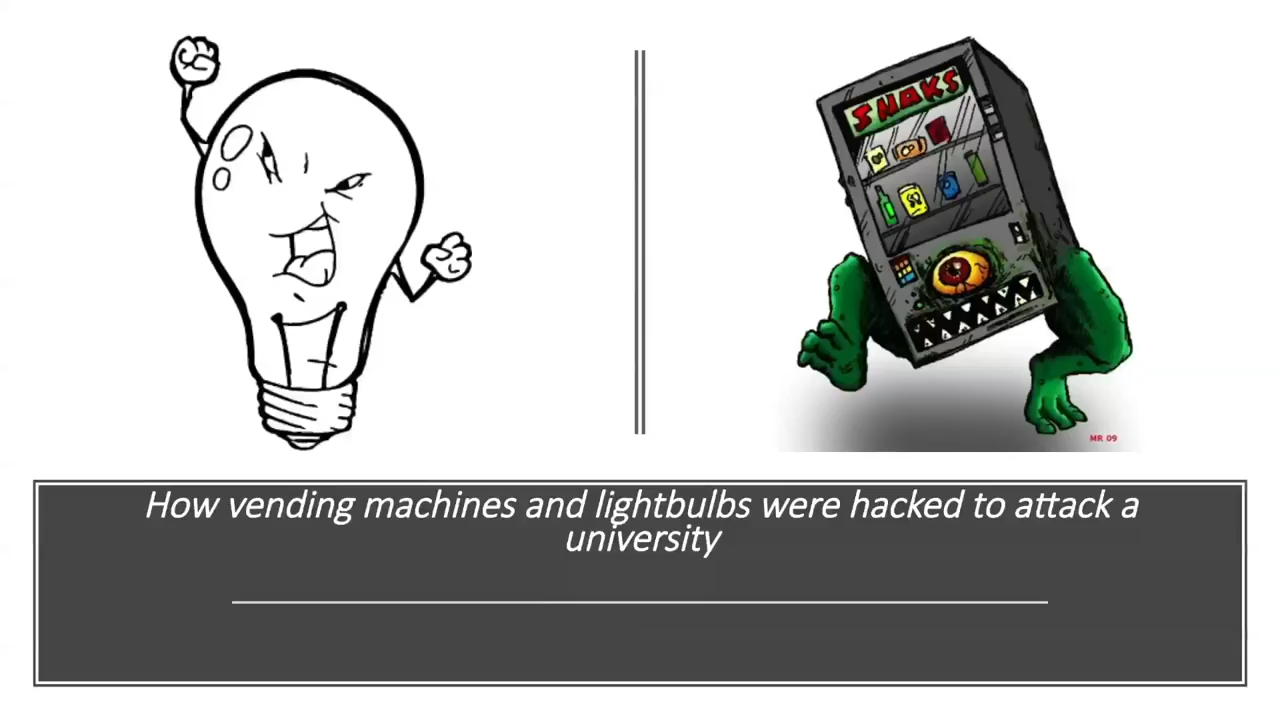 SNAKS
MR 09
How vending machines and lightbulbs were hacked to attack a
university